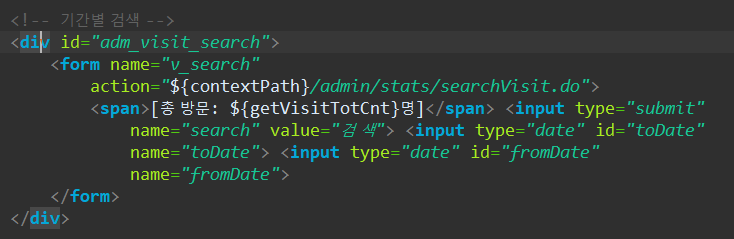 <!-- 기간별 검색 -->
<div id="adm_visit_search">
<form name="v_search"
action="${contextPath}/admin/stats/searchVisit.do">
<span>[총 방문: ${getVisitTotCnt}명]</span> <input type="submit"
name="search" value="검색"> <input type="date" id="toDate"
name="toDate"> <input type="date" id="fromDate"
name="fromDate">
</form>
</div>